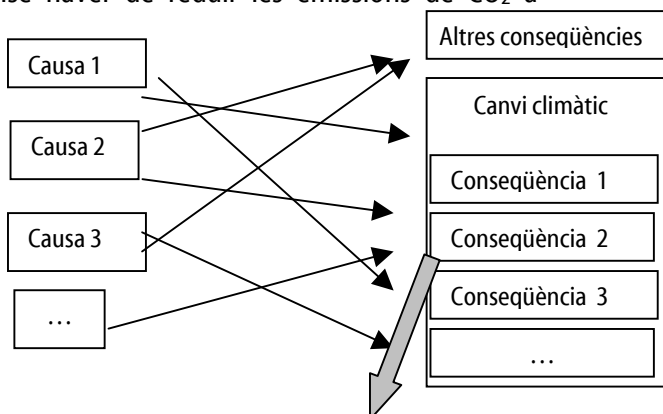 Altres conseqüències
Causa 1
Canvi climàtic
Causa 2
Conseqüència 1
Causa 3
Conseqüència 2
Conseqüència 3
…
…